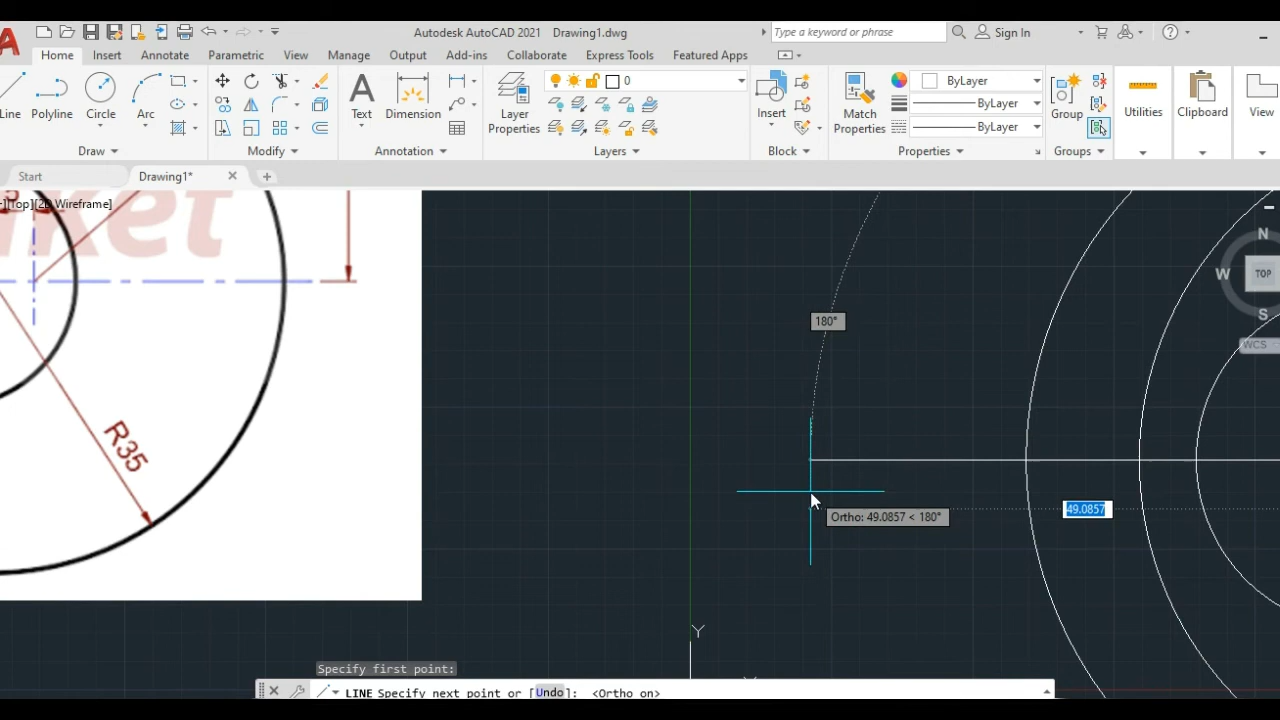 Autodesk AutoCAD 2021 Drawing1.dwg
Type a keyword or phrase
Sign In
Home Insert Annotate Parametric View Manage Output Add-ins Collaborate Express Tools Featured Apps
0
ByLayer
ByLayer
ByLayer
Line Polyline Circle Arc
Text Dimension
Layer Properties
Insert
Match Properties
Group
Utilities
Clipboard
View
Draw Modify Annotation Layers Block Properties Groups
Start Drawing1*
[Top][2D Wireframe]
ket
R35
180°
49.0857
Ortho: 49.0857 < 180°
N
W TOP
S
WCS
Y
Specify first point:
LINE Specify next point or [Undo]: <Ortho on>